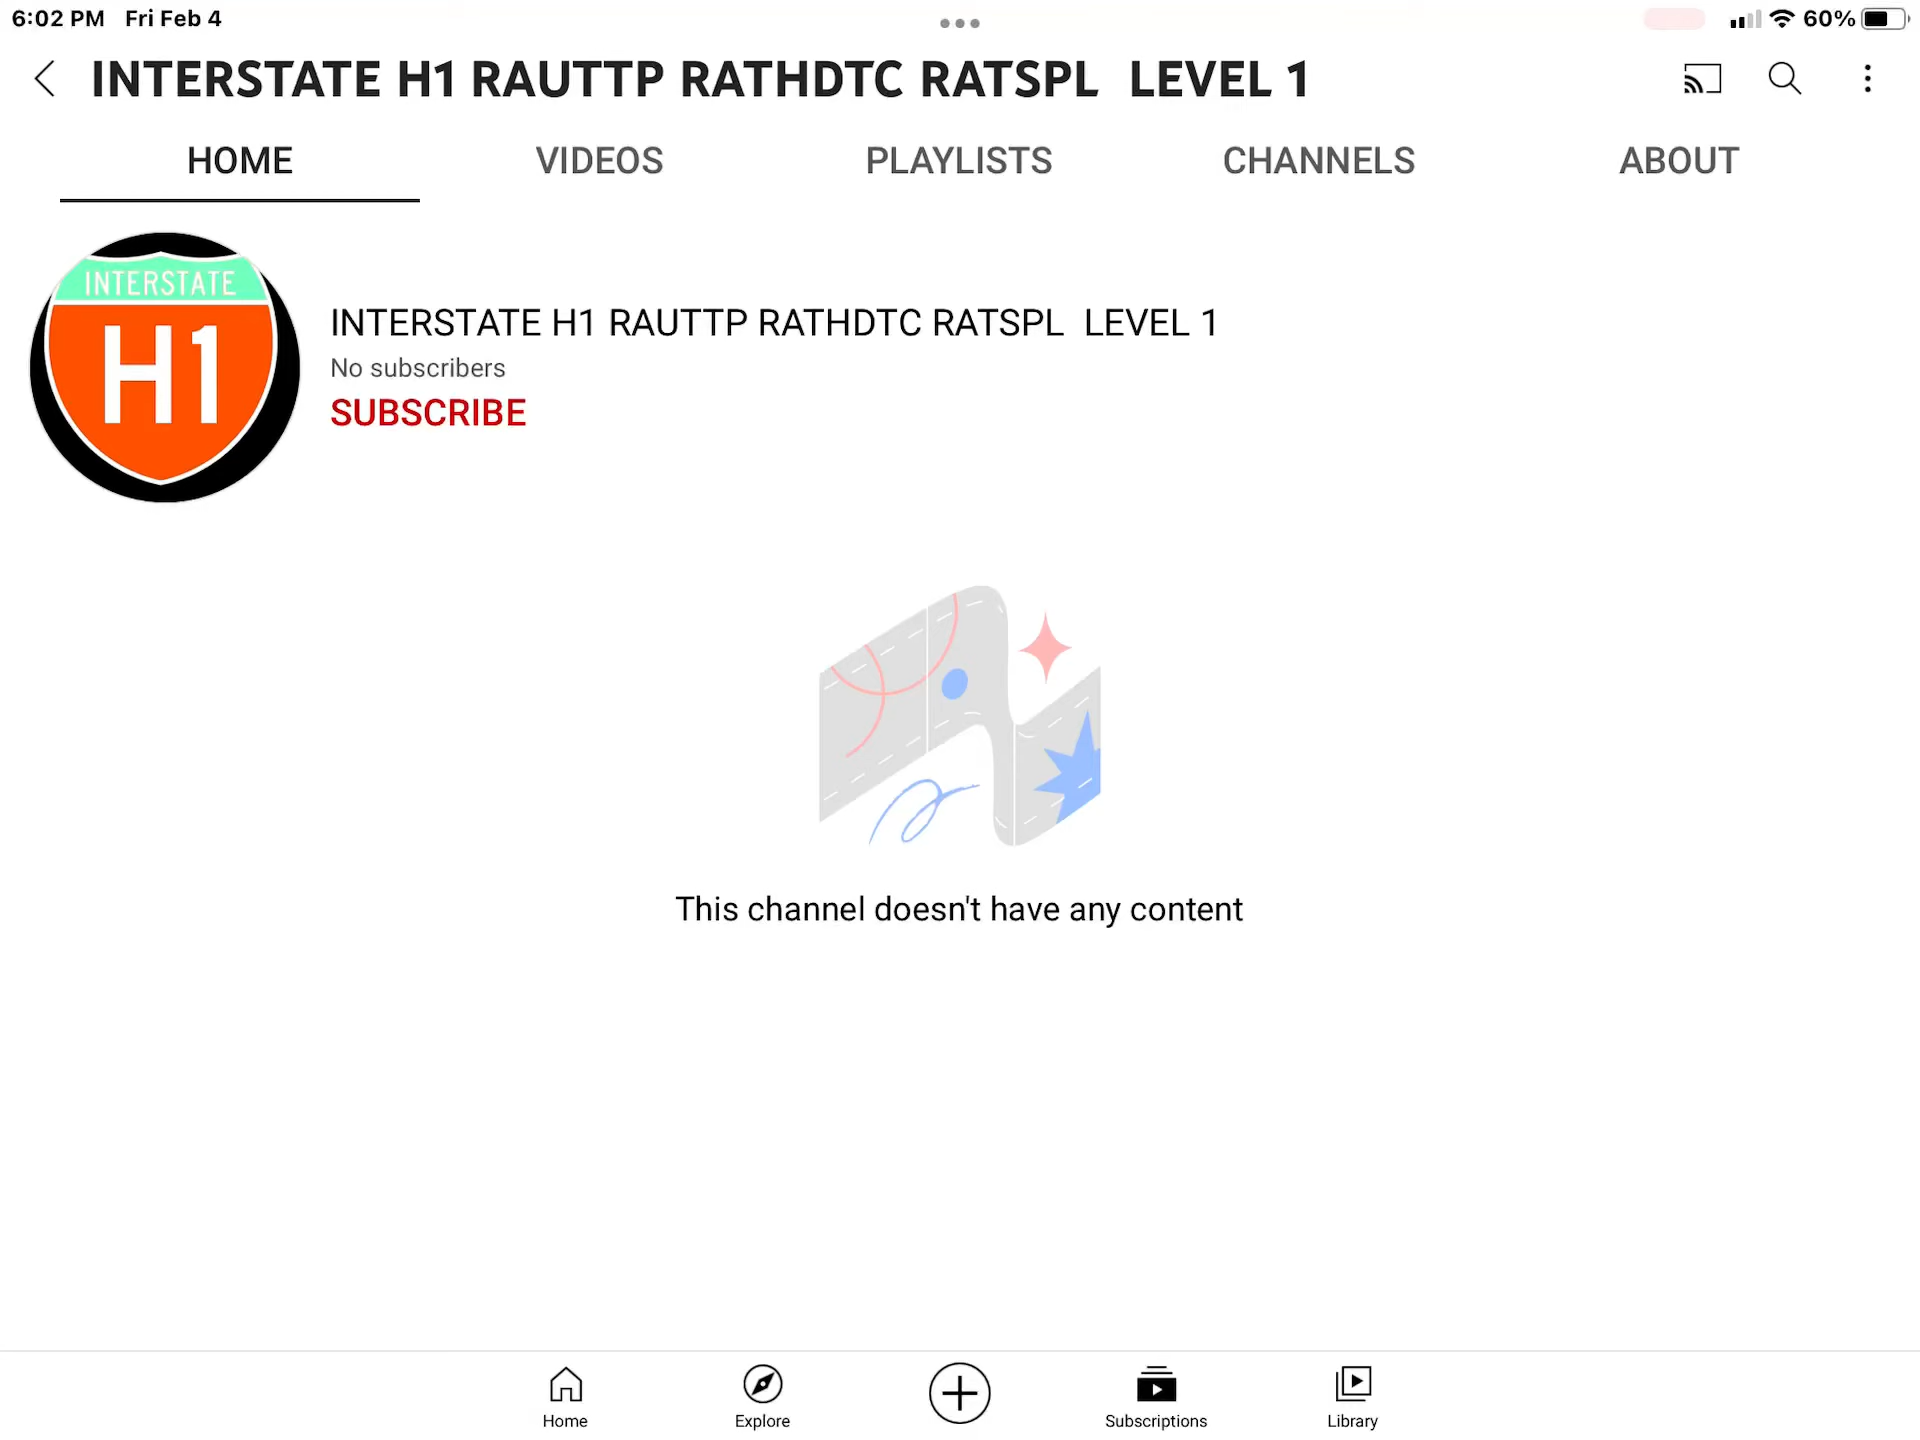 6:02 PM Fri Feb 4
60%
INTERSTATE H1 RAUTTP RATHDTC RATSPL LEVEL 1
HOME VIDEOS PLAYLISTS CHANNELS ABOUT
INTERSTATE
H1
INTERSTATE H1 RAUTTP RATHDTC RATSPL LEVEL 1
No subscribers
SUBSCRIBE
This channel doesn't have any content
Home Explore Subscriptions Library